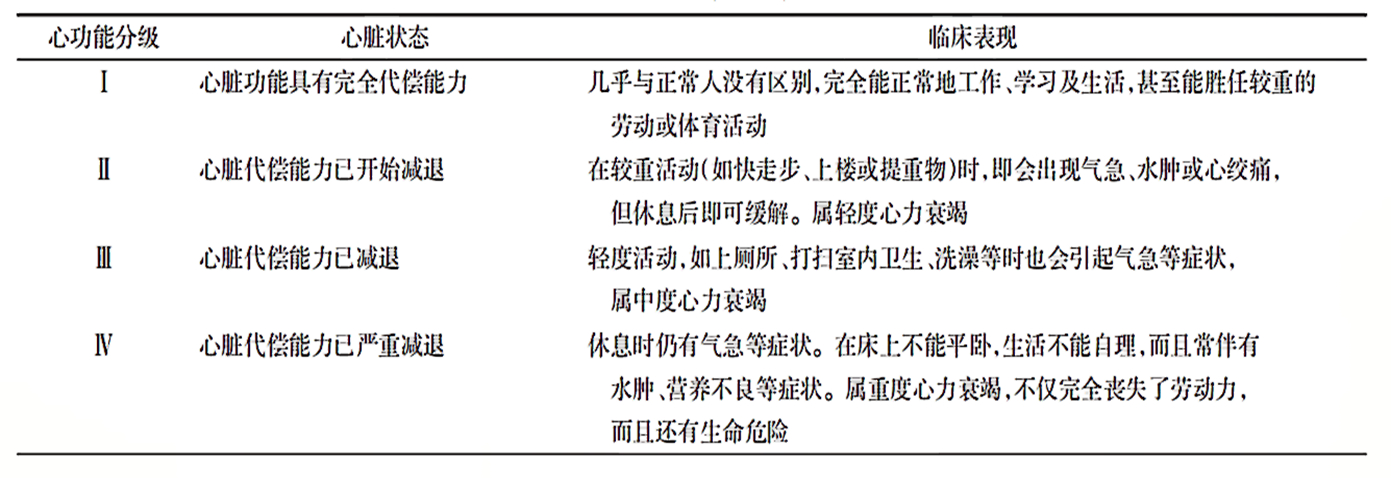 心功能分级 心脏状态 临床表现
Ⅰ 心脏功能具有完全代偿能力 几乎与正常人没有区别,完全能正常地工作、学习及生活,甚至能胜任较重的
劳动或体育活动
Ⅱ 心脏代偿能力已开始减退 在较重活动(如快走步、上楼或提重物)时,即会出现气急、水肿或心绞痛,
但休息后即可缓解。属轻度心力衰竭
Ⅲ 心脏代偿能力已减退 轻度活动,如上厕所、打扫室内卫生、洗澡等时也会引起气急等症状,
属中度心力衰竭
Ⅳ 心脏代偿能力已严重减退 休息时仍有气急等症状。在床上不能平卧,生活不能自理,而且常伴有
水肿、营养不良等症状。属重度心力衰竭,不仅完全丧失了劳动力,
而且还有生命危险